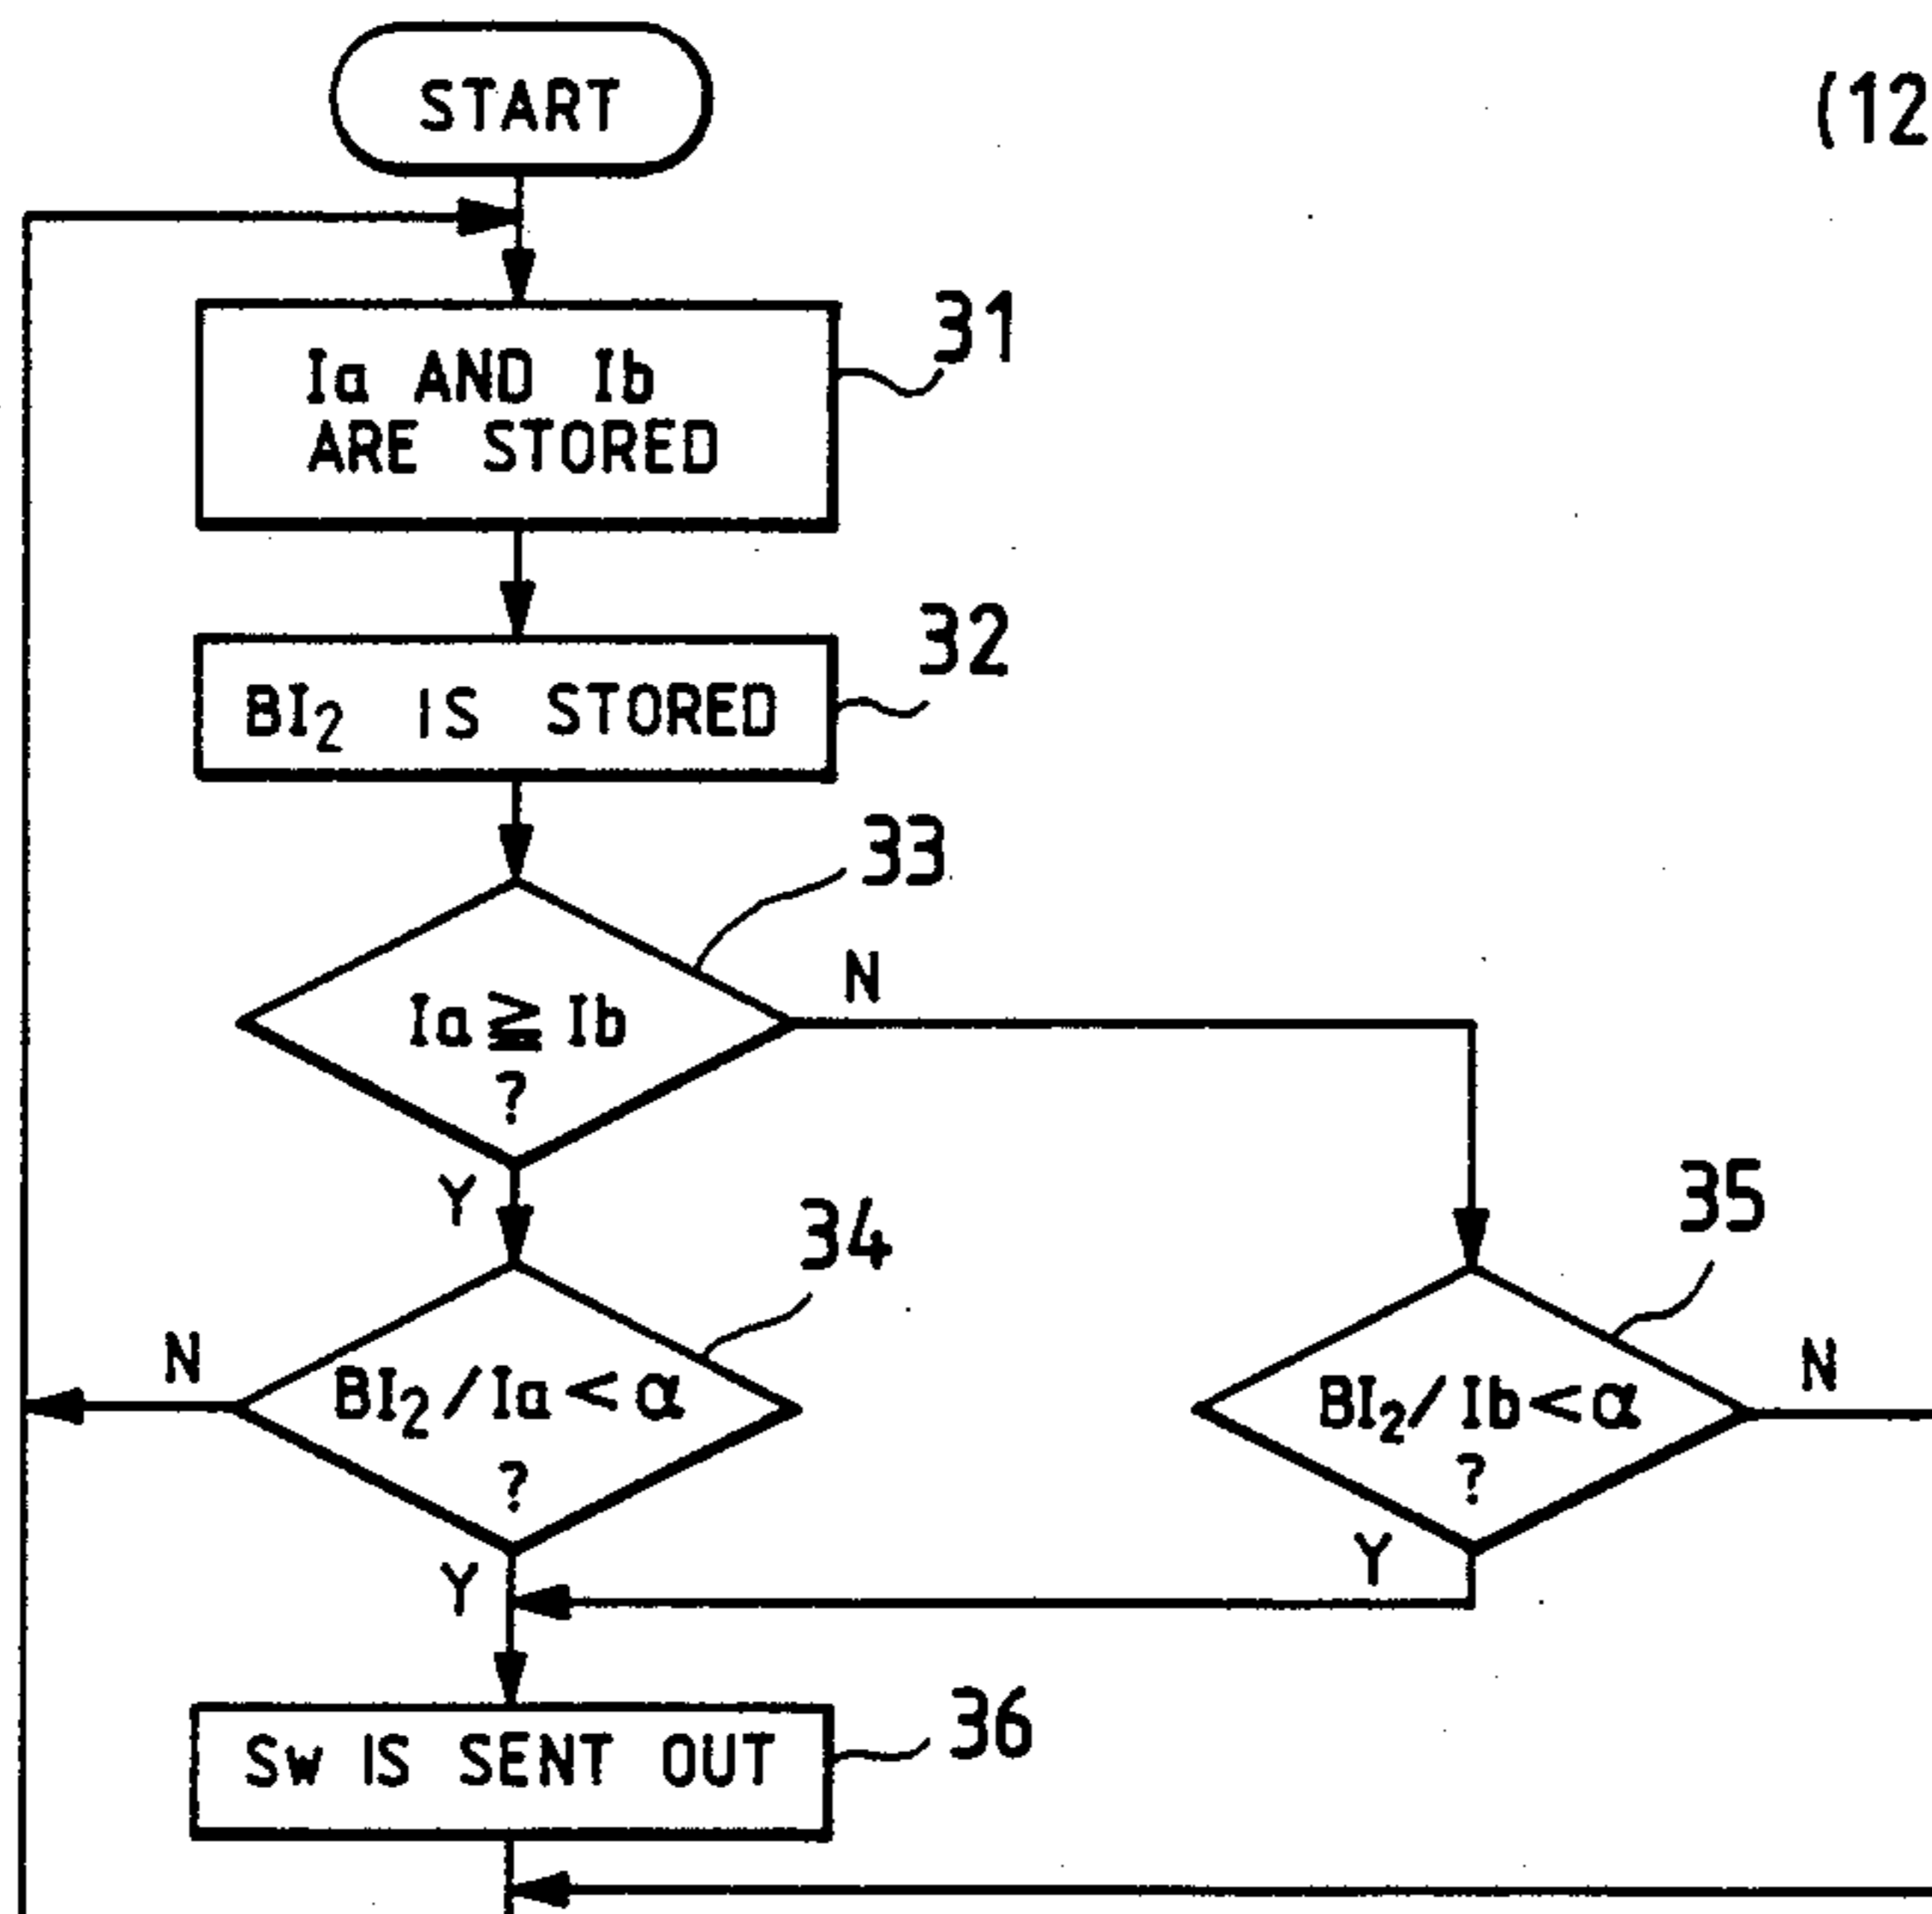 START
(12
31
Ia AND Ib
ARE STORED
32
BI₂ IS STORED
33
N
Ia ≧ Ib
?
Y
34
35
N
BI₂/Ia < α
?
BI₂/Ib < α
?
N
Y
Y
36
Sw IS SENT OUT